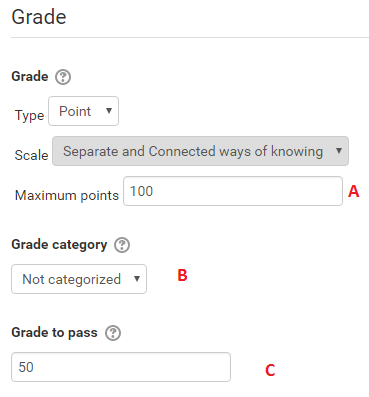 Grade
Grade ?
Type Point
Scale Separate and Connected ways of knowing
Maximum points 100 A
Grade category ?
Not categorized B
Grade to pass ?
50 C